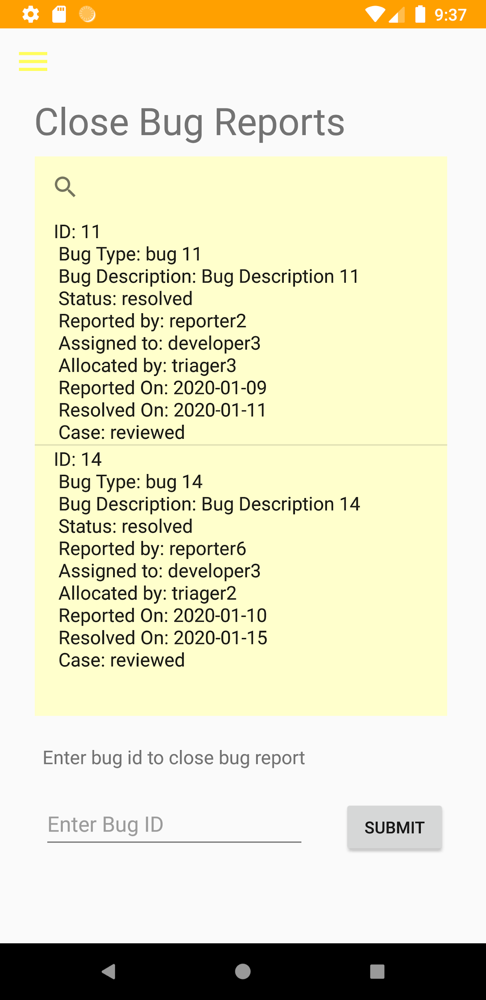 9:37
Close Bug Reports
ID: 11
Bug Type: bug 11
Bug Description: Bug Description 11
Status: resolved
Reported by: reporter2
Assigned to: developer3
Allocated by: triager3
Reported On: 2020-01-09
Resolved On: 2020-01-11
Case: reviewed
ID: 14
Bug Type: bug 14
Bug Description: Bug Description 14
Status: resolved
Reported by: reporter6
Assigned to: developer3
Allocated by: triager2
Reported On: 2020-01-10
Resolved On: 2020-01-15
Case: reviewed
Enter bug id to close bug report
Enter Bug ID
SUBMIT